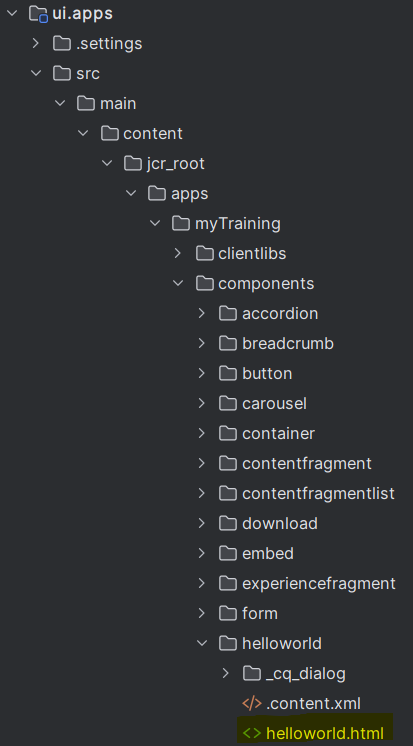 ui.apps
.settings
src
main
content
jcr_root
apps
myTraining
clientlibs
components
accordion
breadcrumb
button
carousel
container
contentfragment
contentfragmentlist
download
embed
experiencefragment
form
helloworld
_cq_dialog
</> .content.xml
<> helloworld.html